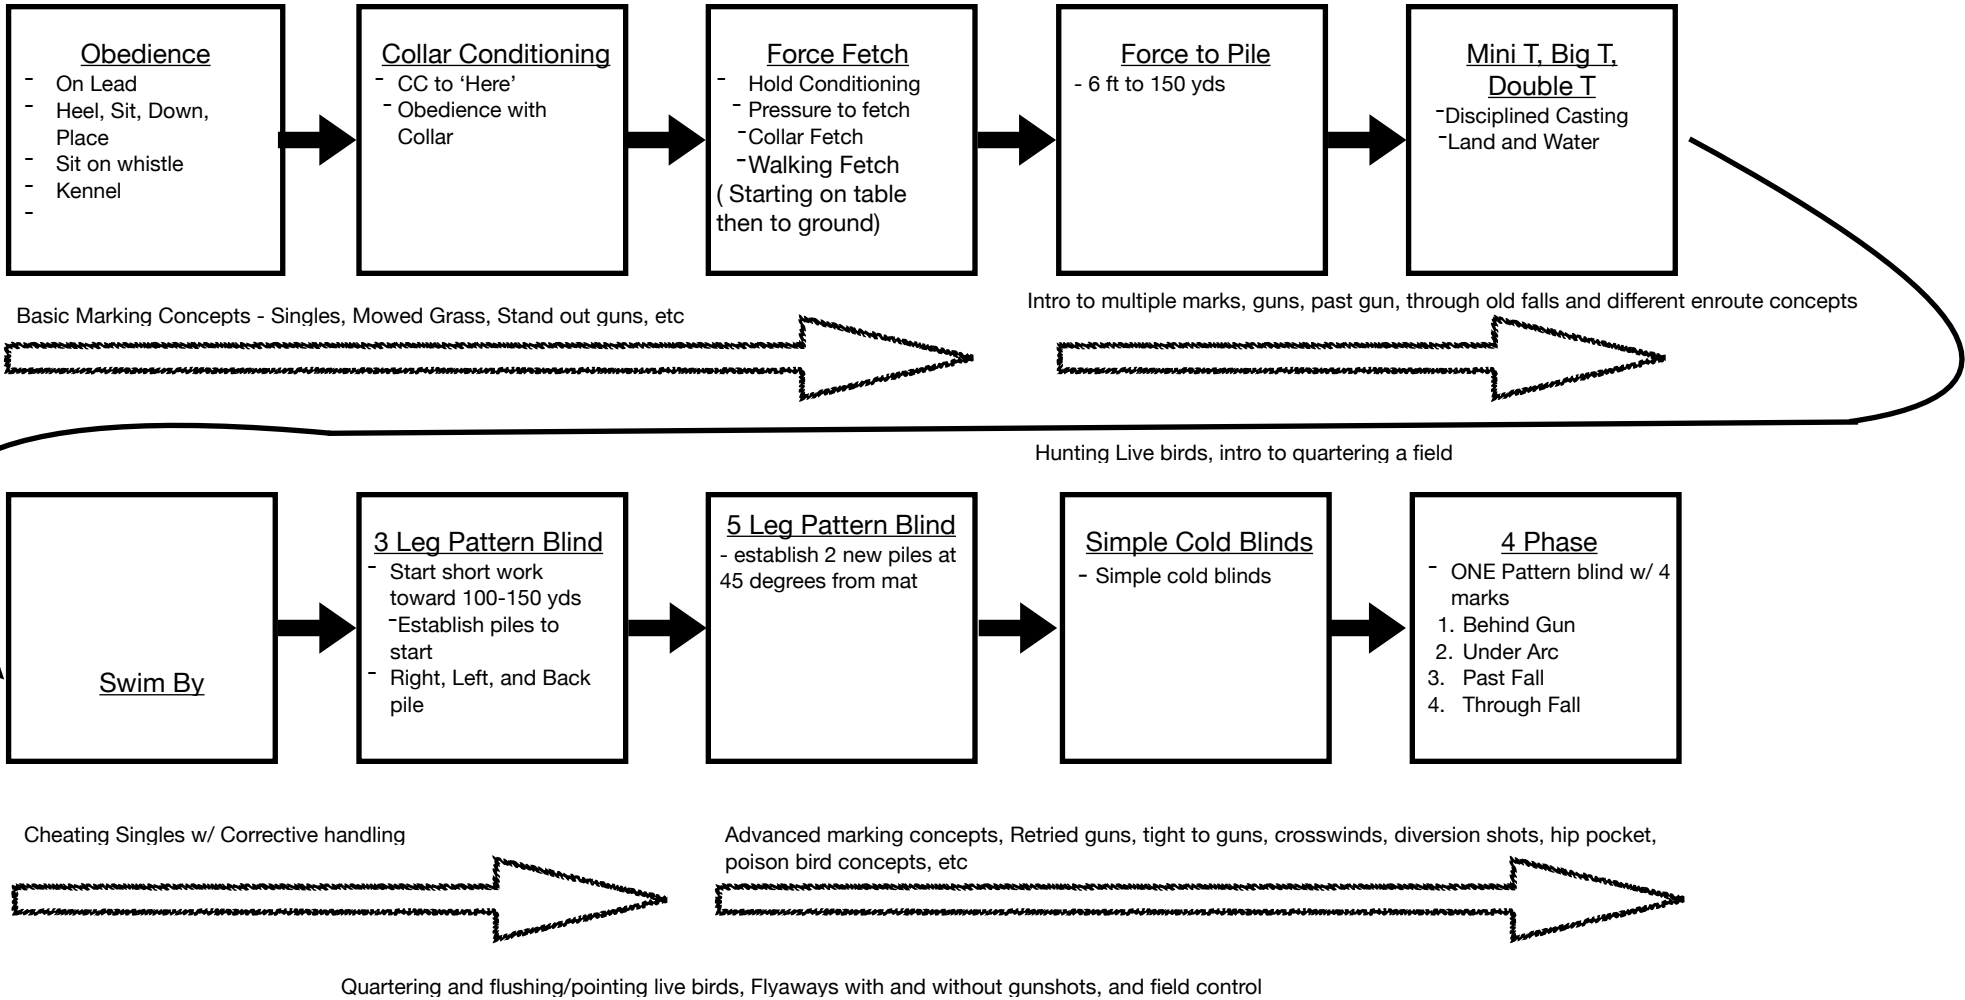 Obedience
- On Lead
- Heel, Sit, Down,
Place
- Sit on whistle
- Kennel
-
Collar Conditioning
- CC to ‘Here’
- Obedience with
Collar
Force Fetch
- Hold Conditioning
- Pressure to fetch
- Collar Fetch
- Walking Fetch
( Starting on table
then to ground)
Force to Pile
- 6 ft to 150 yds
Mini T, Big T,
Double T
-Disciplined Casting
-Land and Water
Basic Marking Concepts - Singles, Mowed Grass, Stand out guns, etc
Intro to multiple marks, guns, past gun, through old falls and different enroute concepts
Hunting Live birds, intro to quartering a field
Swim By
3 Leg Pattern Blind
- Start short work
toward 100-150 yds
-Establish piles to
start
- Right, Left, and Back
pile
5 Leg Pattern Blind
- establish 2 new piles at
45 degrees from mat
Simple Cold Blinds
- Simple cold blinds
4 Phase
- ONE Pattern blind w/ 4
marks
1. Behind Gun
2. Under Arc
3. Past Fall
4. Through Fall
Cheating Singles w/ Corrective handling
Advanced marking concepts, Retried guns, tight to guns, crosswinds, diversion shots, hip pocket,
poison bird concepts, etc
Quartering and flushing/pointing live birds, Flyaways with and without gunshots, and field control